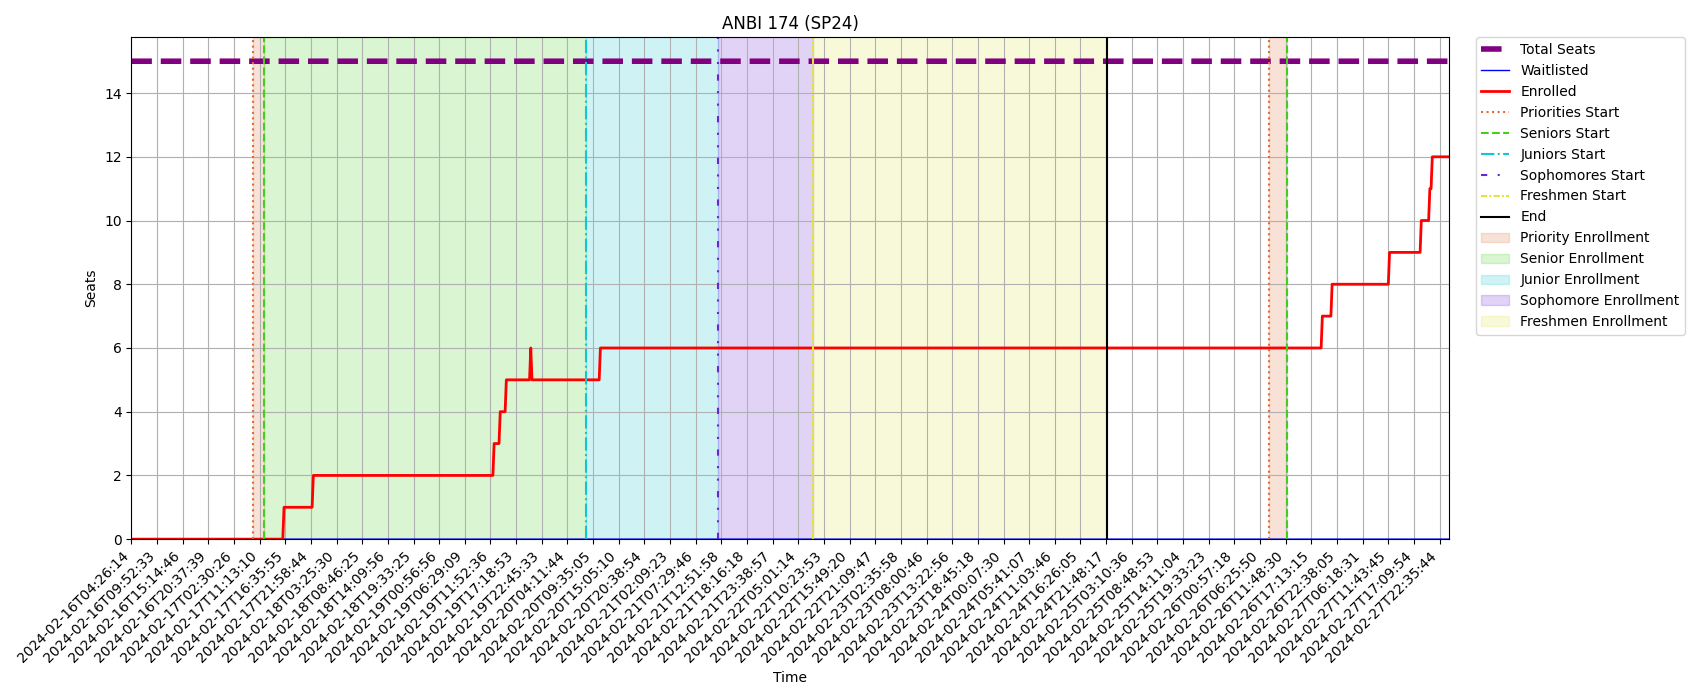 ANBI 174 (SP24)
Total Seats
Waitlisted
Enrolled
Priorities Start
Seniors Start
Juniors Start
Sophomores Start
Freshmen Start
End
Priority Enrollment
Senior Enrollment
Junior Enrollment
Sophomore Enrollment
Freshmen Enrollment
Seats
14
12
10
8
6
4
2
0
2024-02-16T04:26:14
2024-02-16T09:52:33
2024-02-16T15:14:46
2024-02-16T20:37:39
2024-02-17T02:30:26
2024-02-17T11:13:10
2024-02-17T16:35:55
2024-02-17T21:58:44
2024-02-18T03:25:30
2024-02-18T08:46:25
2024-02-18T14:09:56
2024-02-18T19:33:25
2024-02-19T00:56:56
2024-02-19T06:29:09
2024-02-19T11:52:36
2024-02-19T17:18:53
2024-02-19T22:45:33
2024-02-20T04:11:44
2024-02-20T09:35:05
2024-02-20T15:05:10
2024-02-20T20:38:54
2024-02-21T02:09:23
2024-02-21T07:29:46
2024-02-21T12:51:58
2024-02-21T18:16:18
2024-02-21T23:38:57
2024-02-22T05:01:14
2024-02-22T10:23:53
2024-02-22T15:49:20
2024-02-22T21:09:47
2024-02-23T02:35:58
2024-02-23T08:00:46
2024-02-23T13:22:56
2024-02-23T18:45:18
2024-02-24T00:07:30
2024-02-24T05:41:07
2024-02-24T11:03:46
2024-02-24T16:26:05
2024-02-24T21:48:17
2024-02-25T03:10:36
2024-02-25T08:48:53
2024-02-25T14:11:04
2024-02-25T19:33:23
2024-02-26T00:57:18
2024-02-26T06:25:50
2024-02-26T11:48:30
2024-02-26T17:13:15
2024-02-26T22:38:05
2024-02-27T06:18:31
2024-02-27T11:43:45
2024-02-27T17:09:54
2024-02-27T22:35:44
Time